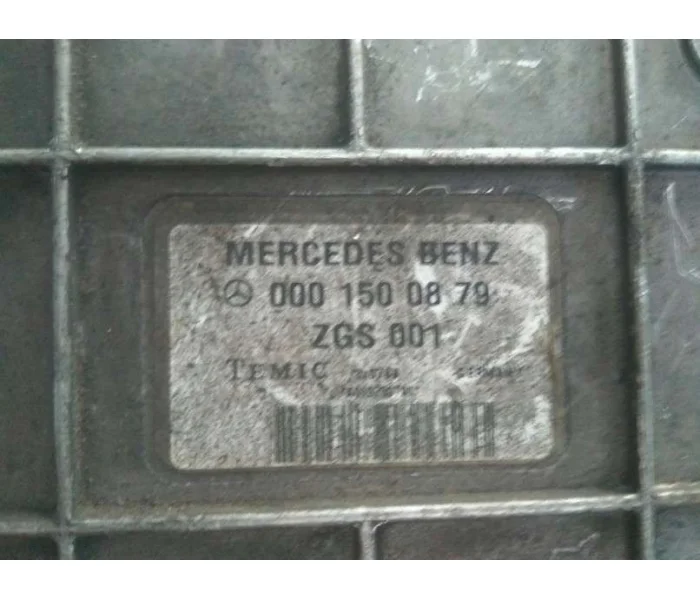 MERCEDES BENZ
000 150 08 79
ZGS 001
TEMIC